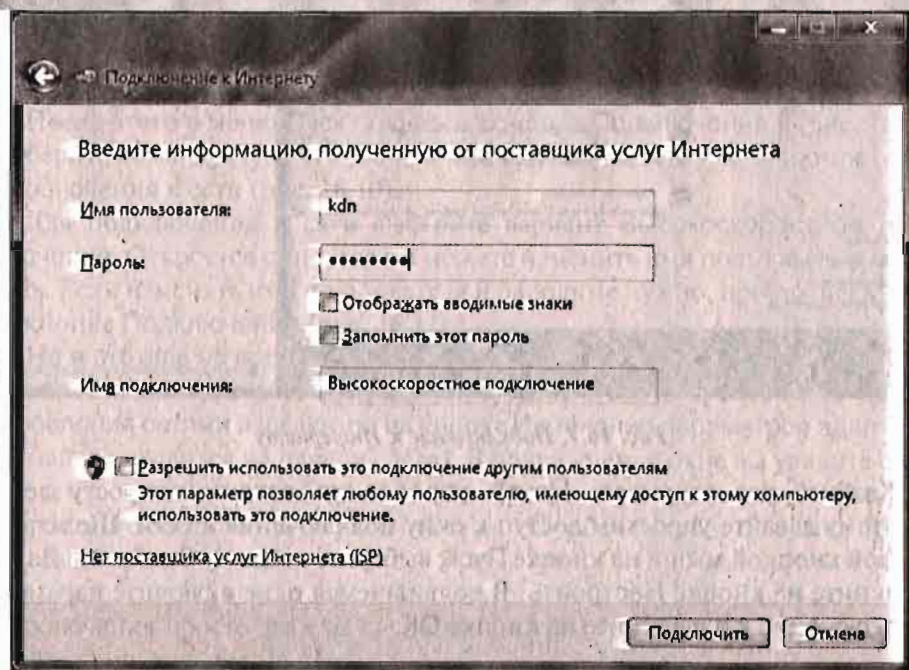 Подключение к Интернету
Введите информацию, полученную от поставщика услуг Интернета
Имя пользователя:
kdn
Пароль:
••••••••
Отображать вводимые знаки
Запомнить этот пароль
Имя подключения:
Высокоскоростное подключение
Разрешить использовать это подключение другим пользователям
Этот параметр позволяет любому пользователю, имеющему доступ к этому компьютеру,
использовать это подключение.
Нет поставщика услуг Интернета (ISP)
Подключить
Отмена